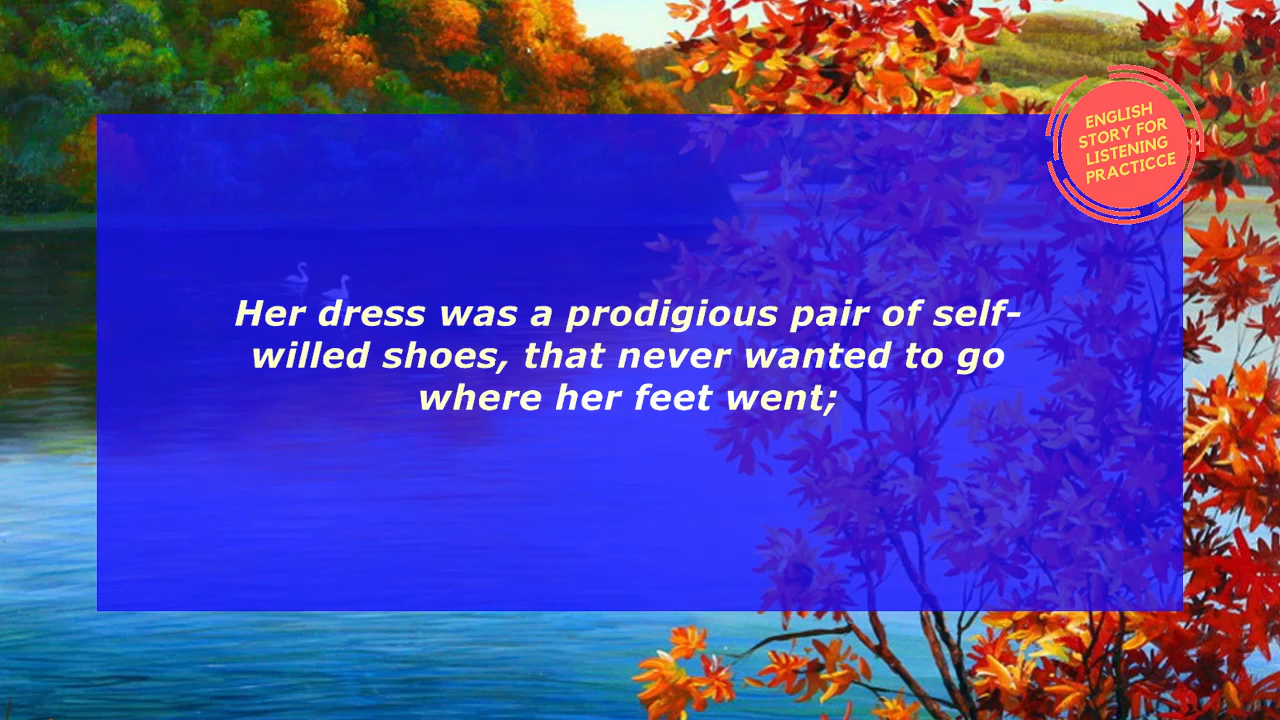 ENGLISH
STORY FOR
LISTENING
PRACTICCE
Her dress was a prodigious pair of self-
willed shoes, that never wanted to go
where her feet went;